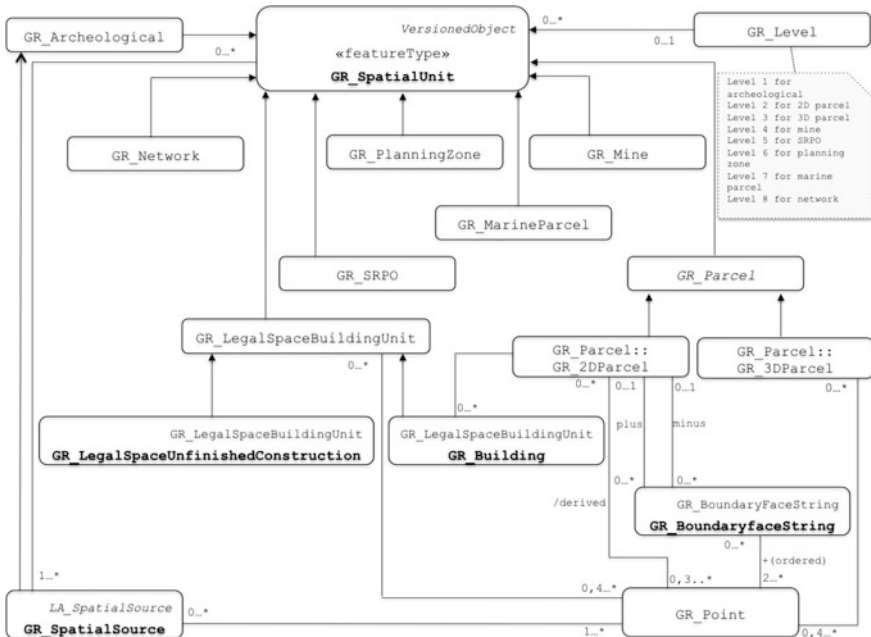 GR_Archeological
VersionedObject
«featureType»
GR_SpatialUnit
0…*
0…*
0…1
GR_Level
Level 1 for
archeological
Level 2 for 2D parcel
Level 3 for 3D parcel
Level 4 for mine
Level 5 for SRPO
Level 6 for planning
zone
Level 7 for marine
parcel
Level 8 for network
GR_Network
GR_PlanningZone
GR_Mine
GR_MarineParcel
GR_SRPO
GR_Parcel
GR_LegalSpaceBuildingUnit
0…*
GR_Parcel::
GR_2DParcel
0…*
0…1
0…1
GR_Parcel::
GR_3DParcel
0…*
0…*
GR_LegalSpaceBuildingUnit
GR_LegalSpaceUnfinishedConstruction
GR_LegalSpaceBuildingUnit
GR_Building
plus
minus
0…*
0…*
/derived
GR_BoundaryFaceString
GR_BoundaryfaceString
0…*
+(ordered)
2…*
1…*
0,4…*
0,3..*
LA_SpatialSource
GR_SpatialSource
0…*
1…*
GR_Point
0,4…*